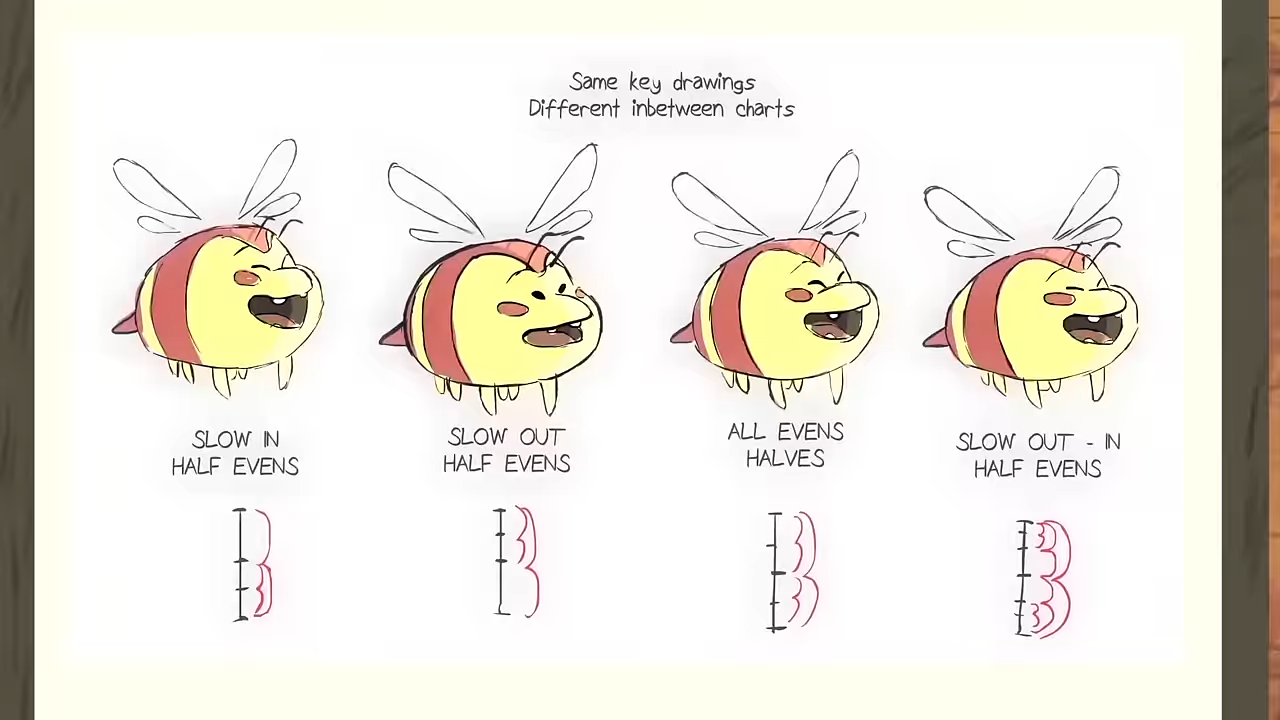 Same key drawings
Different inbetween charts
SLOW IN
HALF EVENS
SLOW OUT
HALF EVENS
ALL EVENS
HALVES
SLOW OUT - IN
HALF EVENS